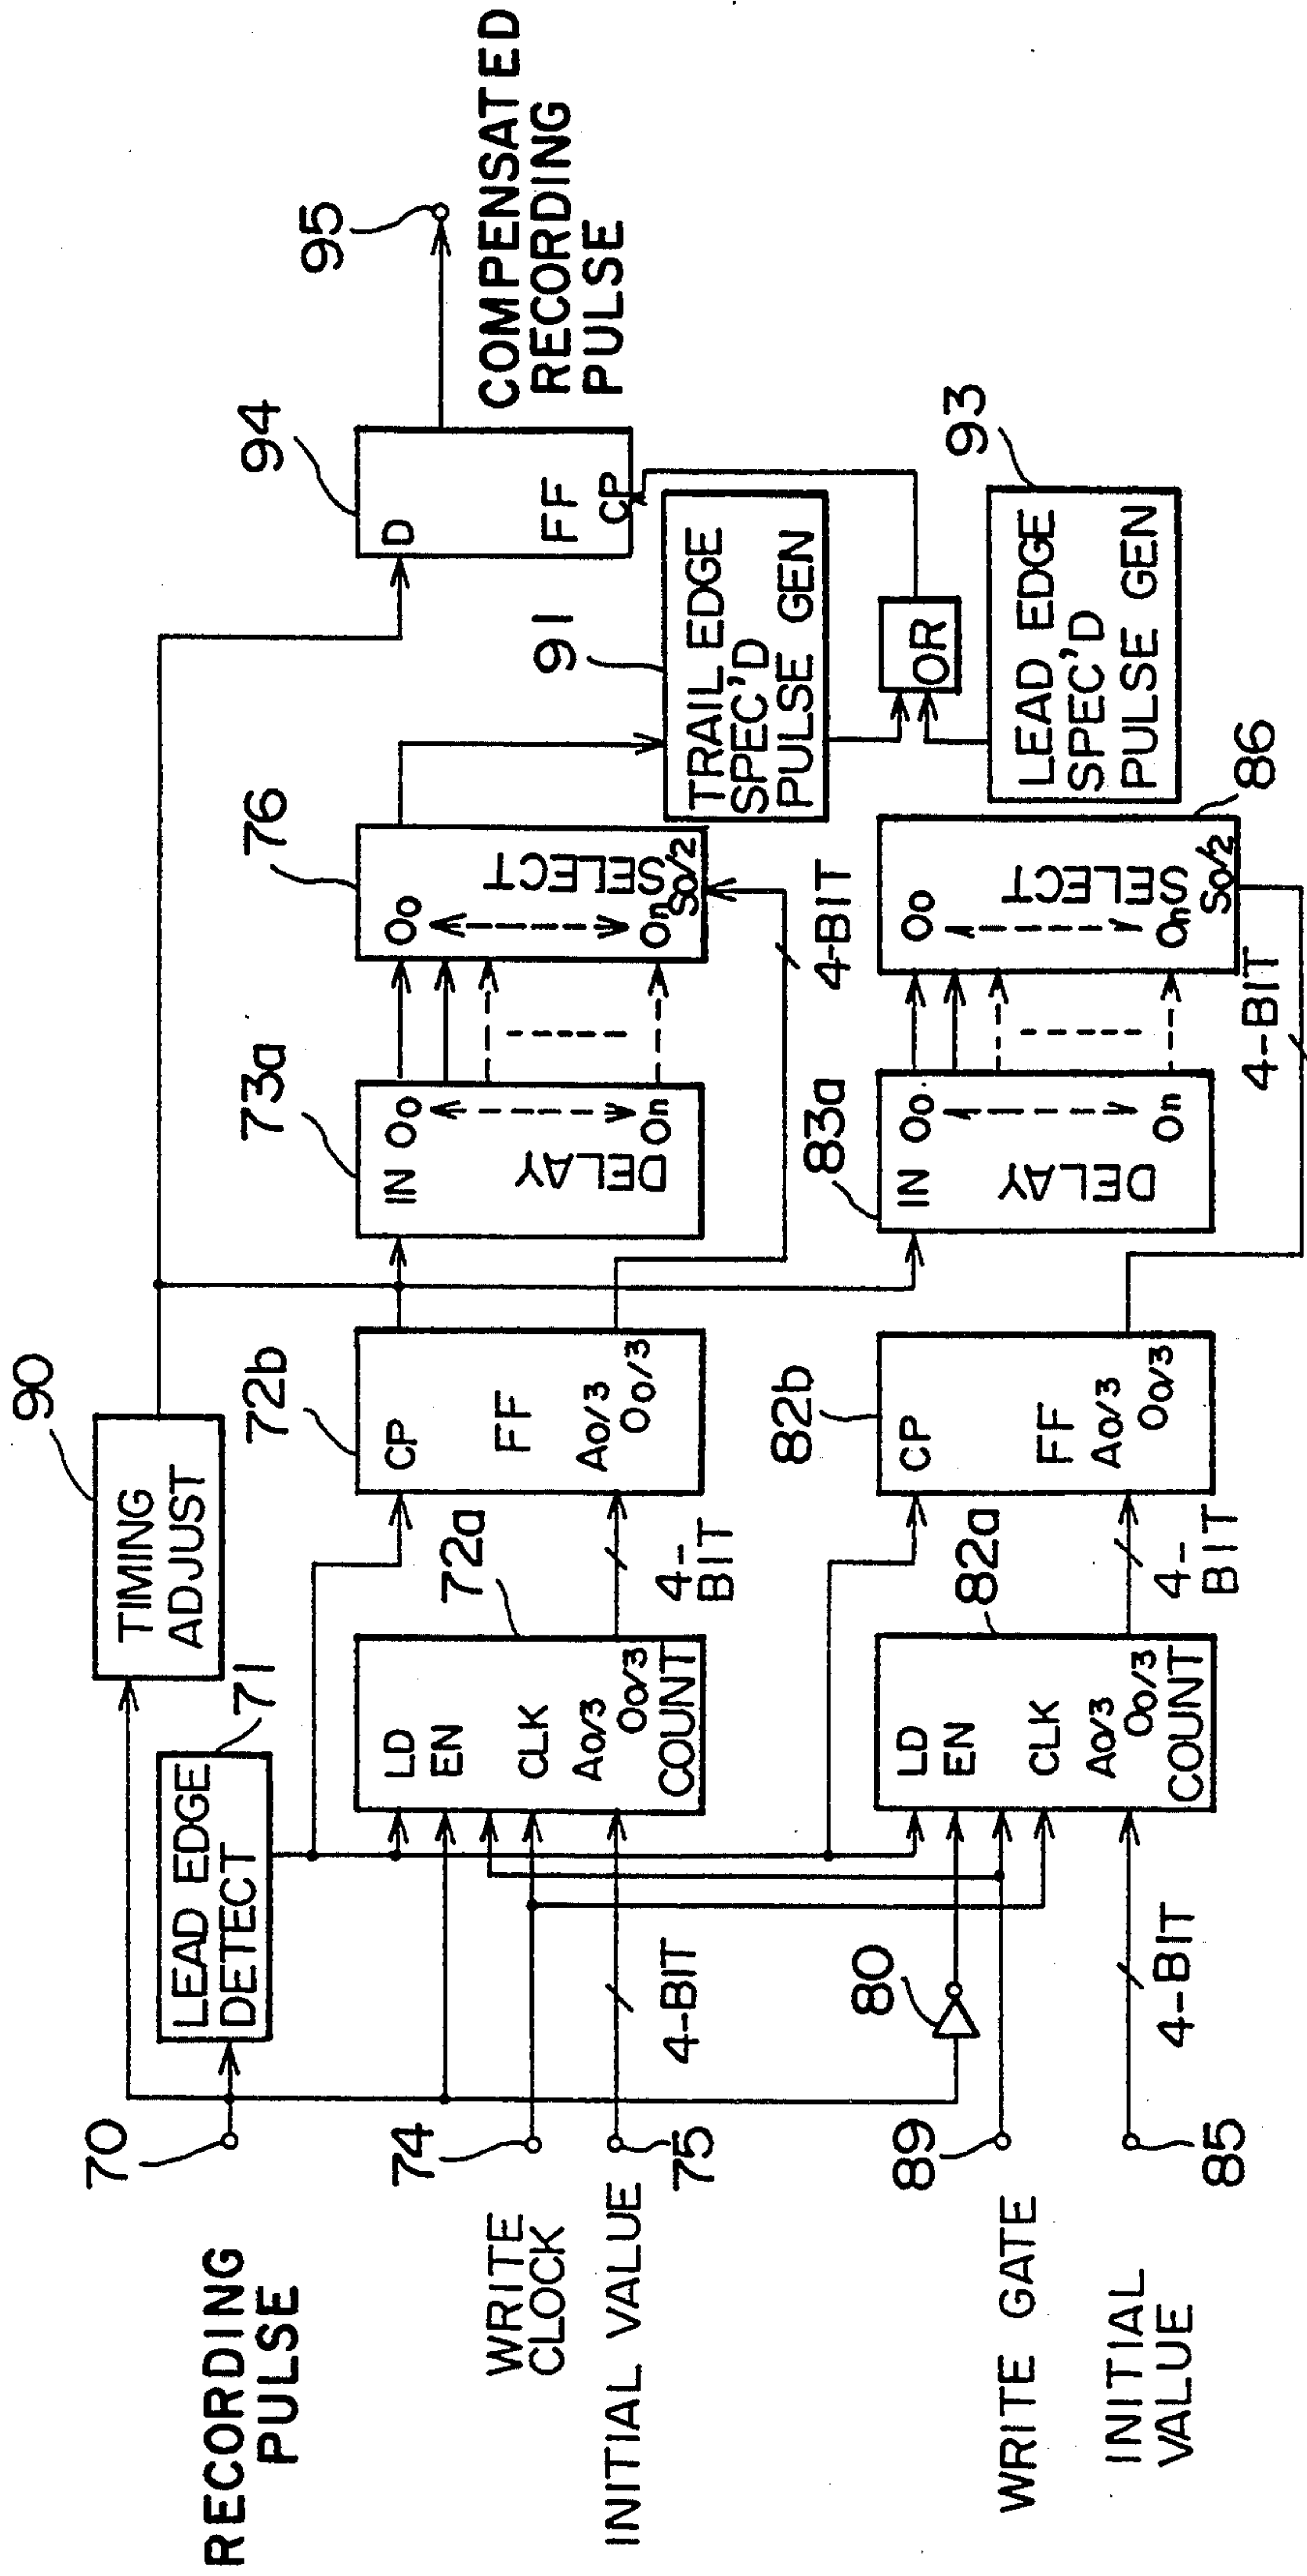 RECORDING
PULSE
70
LEAD EDGE
DETECT
71
TIMING
ADJUST
90
WRITE
CLOCK
74
INITIAL VALUE
75
4-BIT
LD
EN
CLK
A0/3
O0/3
COUNT
72a
4-
BIT
CP
FF
A0/3
O0/3
72b
IN
O0
On
DELAY
73a
O0
On
SELECT
S0/2
76
4-BIT
TRAIL EDGE
SPEC'D
PULSE GEN
91
D
FF
CP
94
95
COMPENSATED
RECORDING
PULSE
80
WRITE GATE
89
INITIAL
VALUE
85
4-BIT
LD
EN
CLK
A0/3
O0/3
COUNT
82a
4-
BIT
CP
FF
A0/3
O0/3
82b
IN
O0
On
DELAY
83a
O0
On
SELECT
S0/2
86
4-BIT
OR
LEAD EDGE
SPEC'D
PULSE GEN
93